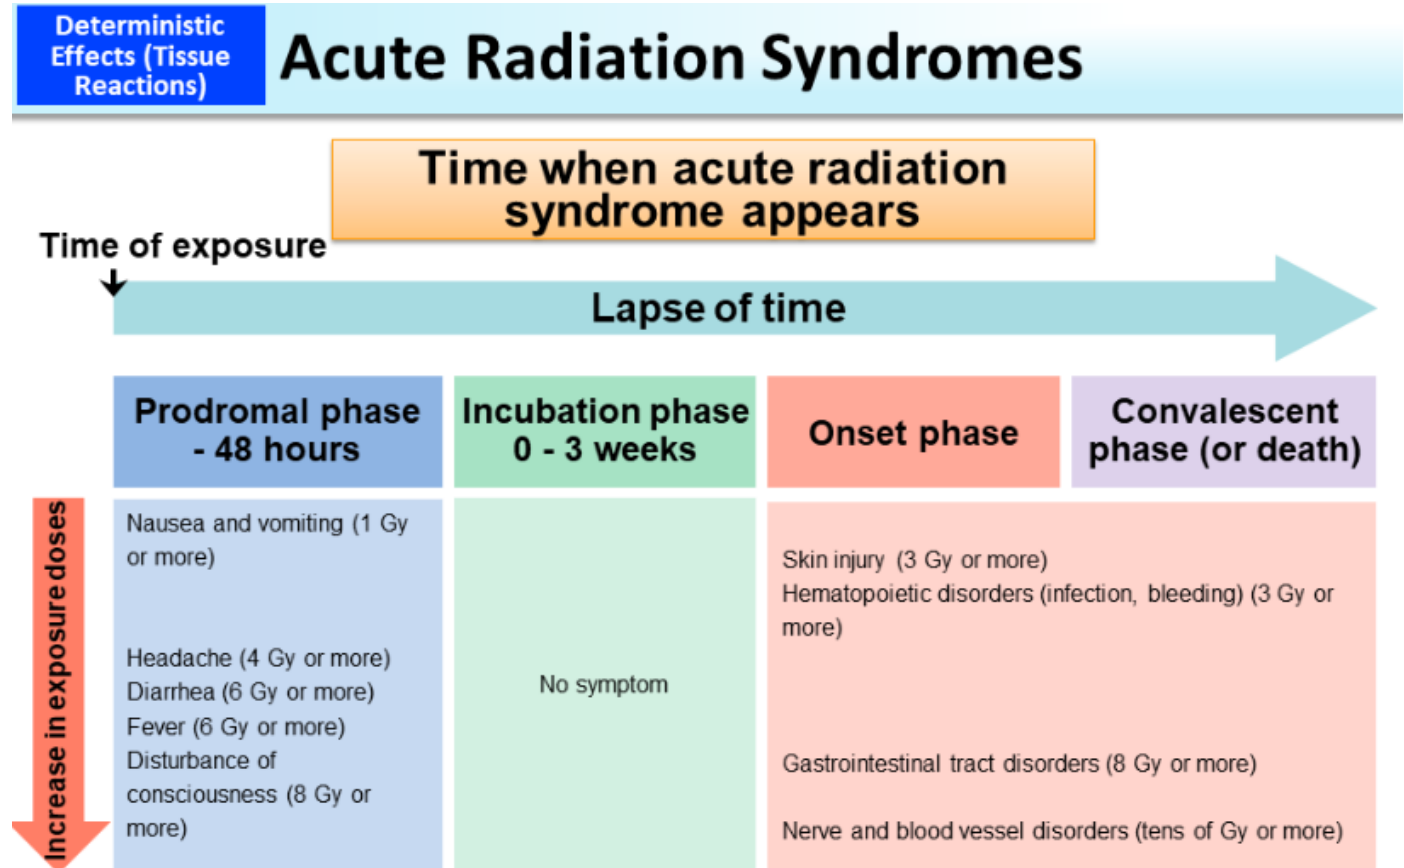 Deterministic
Effects (Tissue
Reactions)
Acute Radiation Syndromes
Time when acute radiation
syndrome appears
Time of exposure
Lapse of time
Prodromal phase
- 48 hours
Incubation phase
0 - 3 weeks
Onset phase
Convalescent
phase (or death)
Increase in exposure doses
Nausea and vomiting (1 Gy
or more)
Headache (4 Gy or more)
Diarrhea (6 Gy or more)
Fever (6 Gy or more)
Disturbance of
consciousness (8 Gy or
more)
No symptom
Skin injury (3 Gy or more)
Hematopoietic disorders (infection, bleeding) (3 Gy or
more)
Gastrointestinal tract disorders (8 Gy or more)
Nerve and blood vessel disorders (tens of Gy or more)